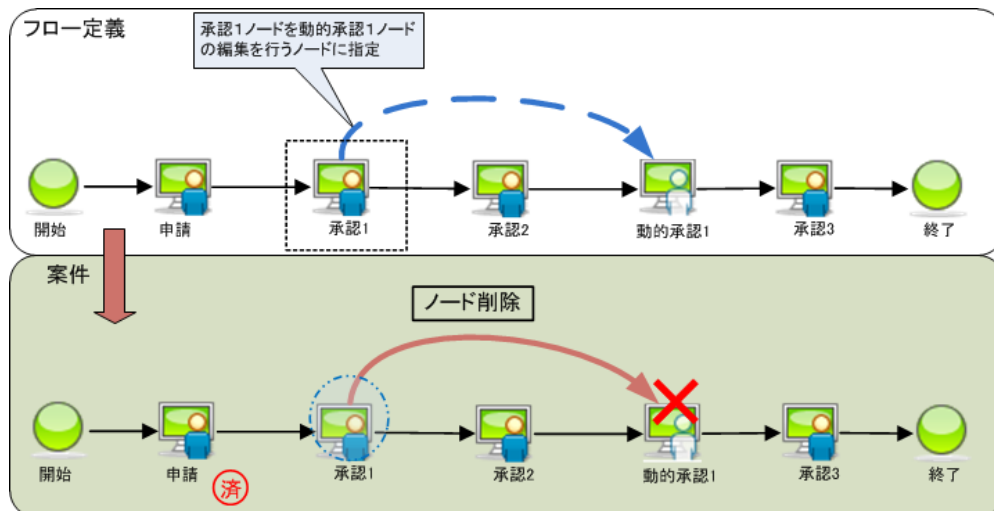 フロー定義
承認１ノードを動的承認１ノード
の編集を行うノードに指定
開始
申請
承認1
承認2
動的承認1
承認3
終了
案件
ノード削除
開始
申請
済
承認1
承認2
動的承認1
承認3
終了